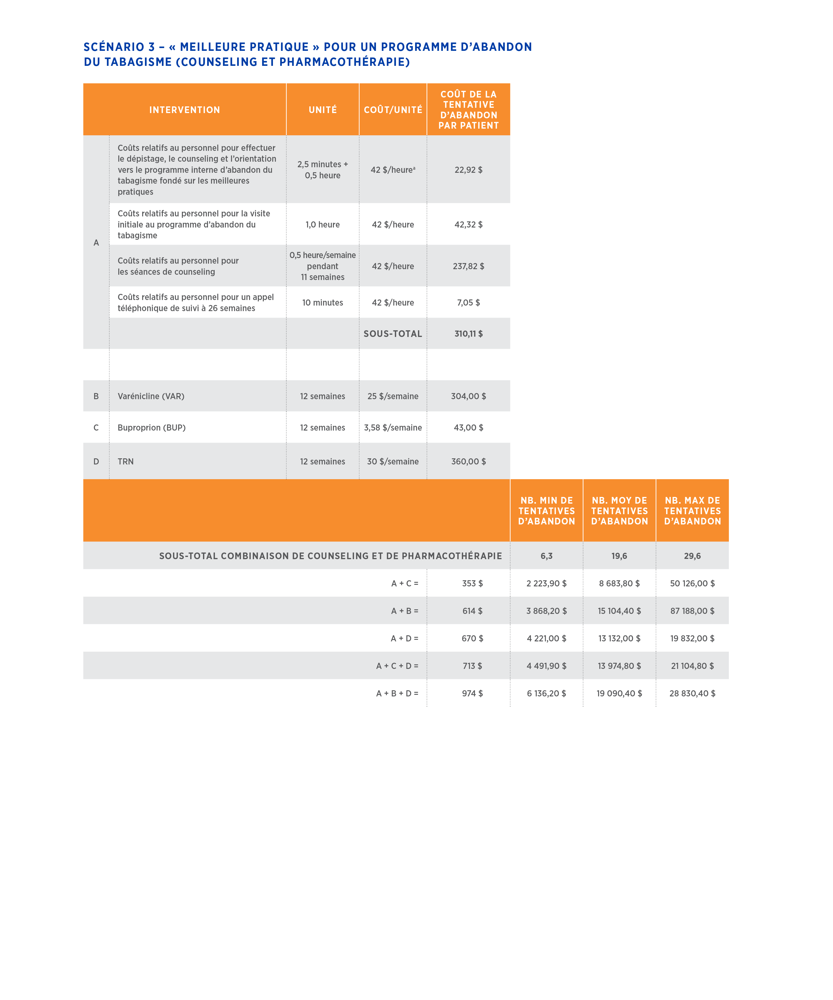 SCÉNARIO 3 – « MEILLEURE PRATIQUE » POUR UN PROGRAMME D’ABANDON
DU TABAGISME (COUNSELING ET PHARMACOTHÉRAPIE)
INTERVENTION
UNITÉ
COÛT/UNITÉ
COÛT DE LA
TENTATIVE
D’ABANDON
PAR PATIENT
A
Coûts relatifs au personnel pour effectuer
le dépistage, le counseling et l’orientation
vers le programme interne d’abandon du
tabagisme fondé sur les meilleures
pratiques
2,5 minutes +
0,5 heure
42 $/heureª
22,92 $
Coûts relatifs au personnel pour la visite
initiale au programme d’abandon du
tabagisme
1,0 heure
42 $/heure
42,32 $
Coûts relatifs au personnel pour
les séances de counseling
0,5 heure/semaine
pendant
11 semaines
42 $/heure
237,82 $
Coûts relatifs au personnel pour un appel
téléphonique de suivi à 26 semaines
10 minutes
42 $/heure
7,05 $
SOUS-TOTAL
310,11 $
B
Varénicline (VAR)
12 semaines
25 $/semaine
304,00 $
C
Buproprion (BUP)
12 semaines
3,58 $/semaine
43,00 $
D
TRN
12 semaines
30 $/semaine
360,00 $
NB. MIN DE
TENTATIVES
D’ABANDON
NB. MOY DE
TENTATIVES
D’ABANDON
NB. MAX DE
TENTATIVES
D’ABANDON
SOUS-TOTAL COMBINAISON DE COUNSELING ET DE PHARMACOTHÉRAPIE
6,3
19,6
29,6
A + C =
353 $
2 223,90 $
8 683,80 $
50 126,00 $
A + B =
614 $
3 868,20 $
15 104,40 $
87 188,00 $
A + D =
670 $
4 221,00 $
13 132,00 $
19 832,00 $
A + C + D =
713 $
4 491,90 $
13 974,80 $
21 104,80 $
A + B + D =
974 $
6 136,20 $
19 090,40 $
28 830,40 $